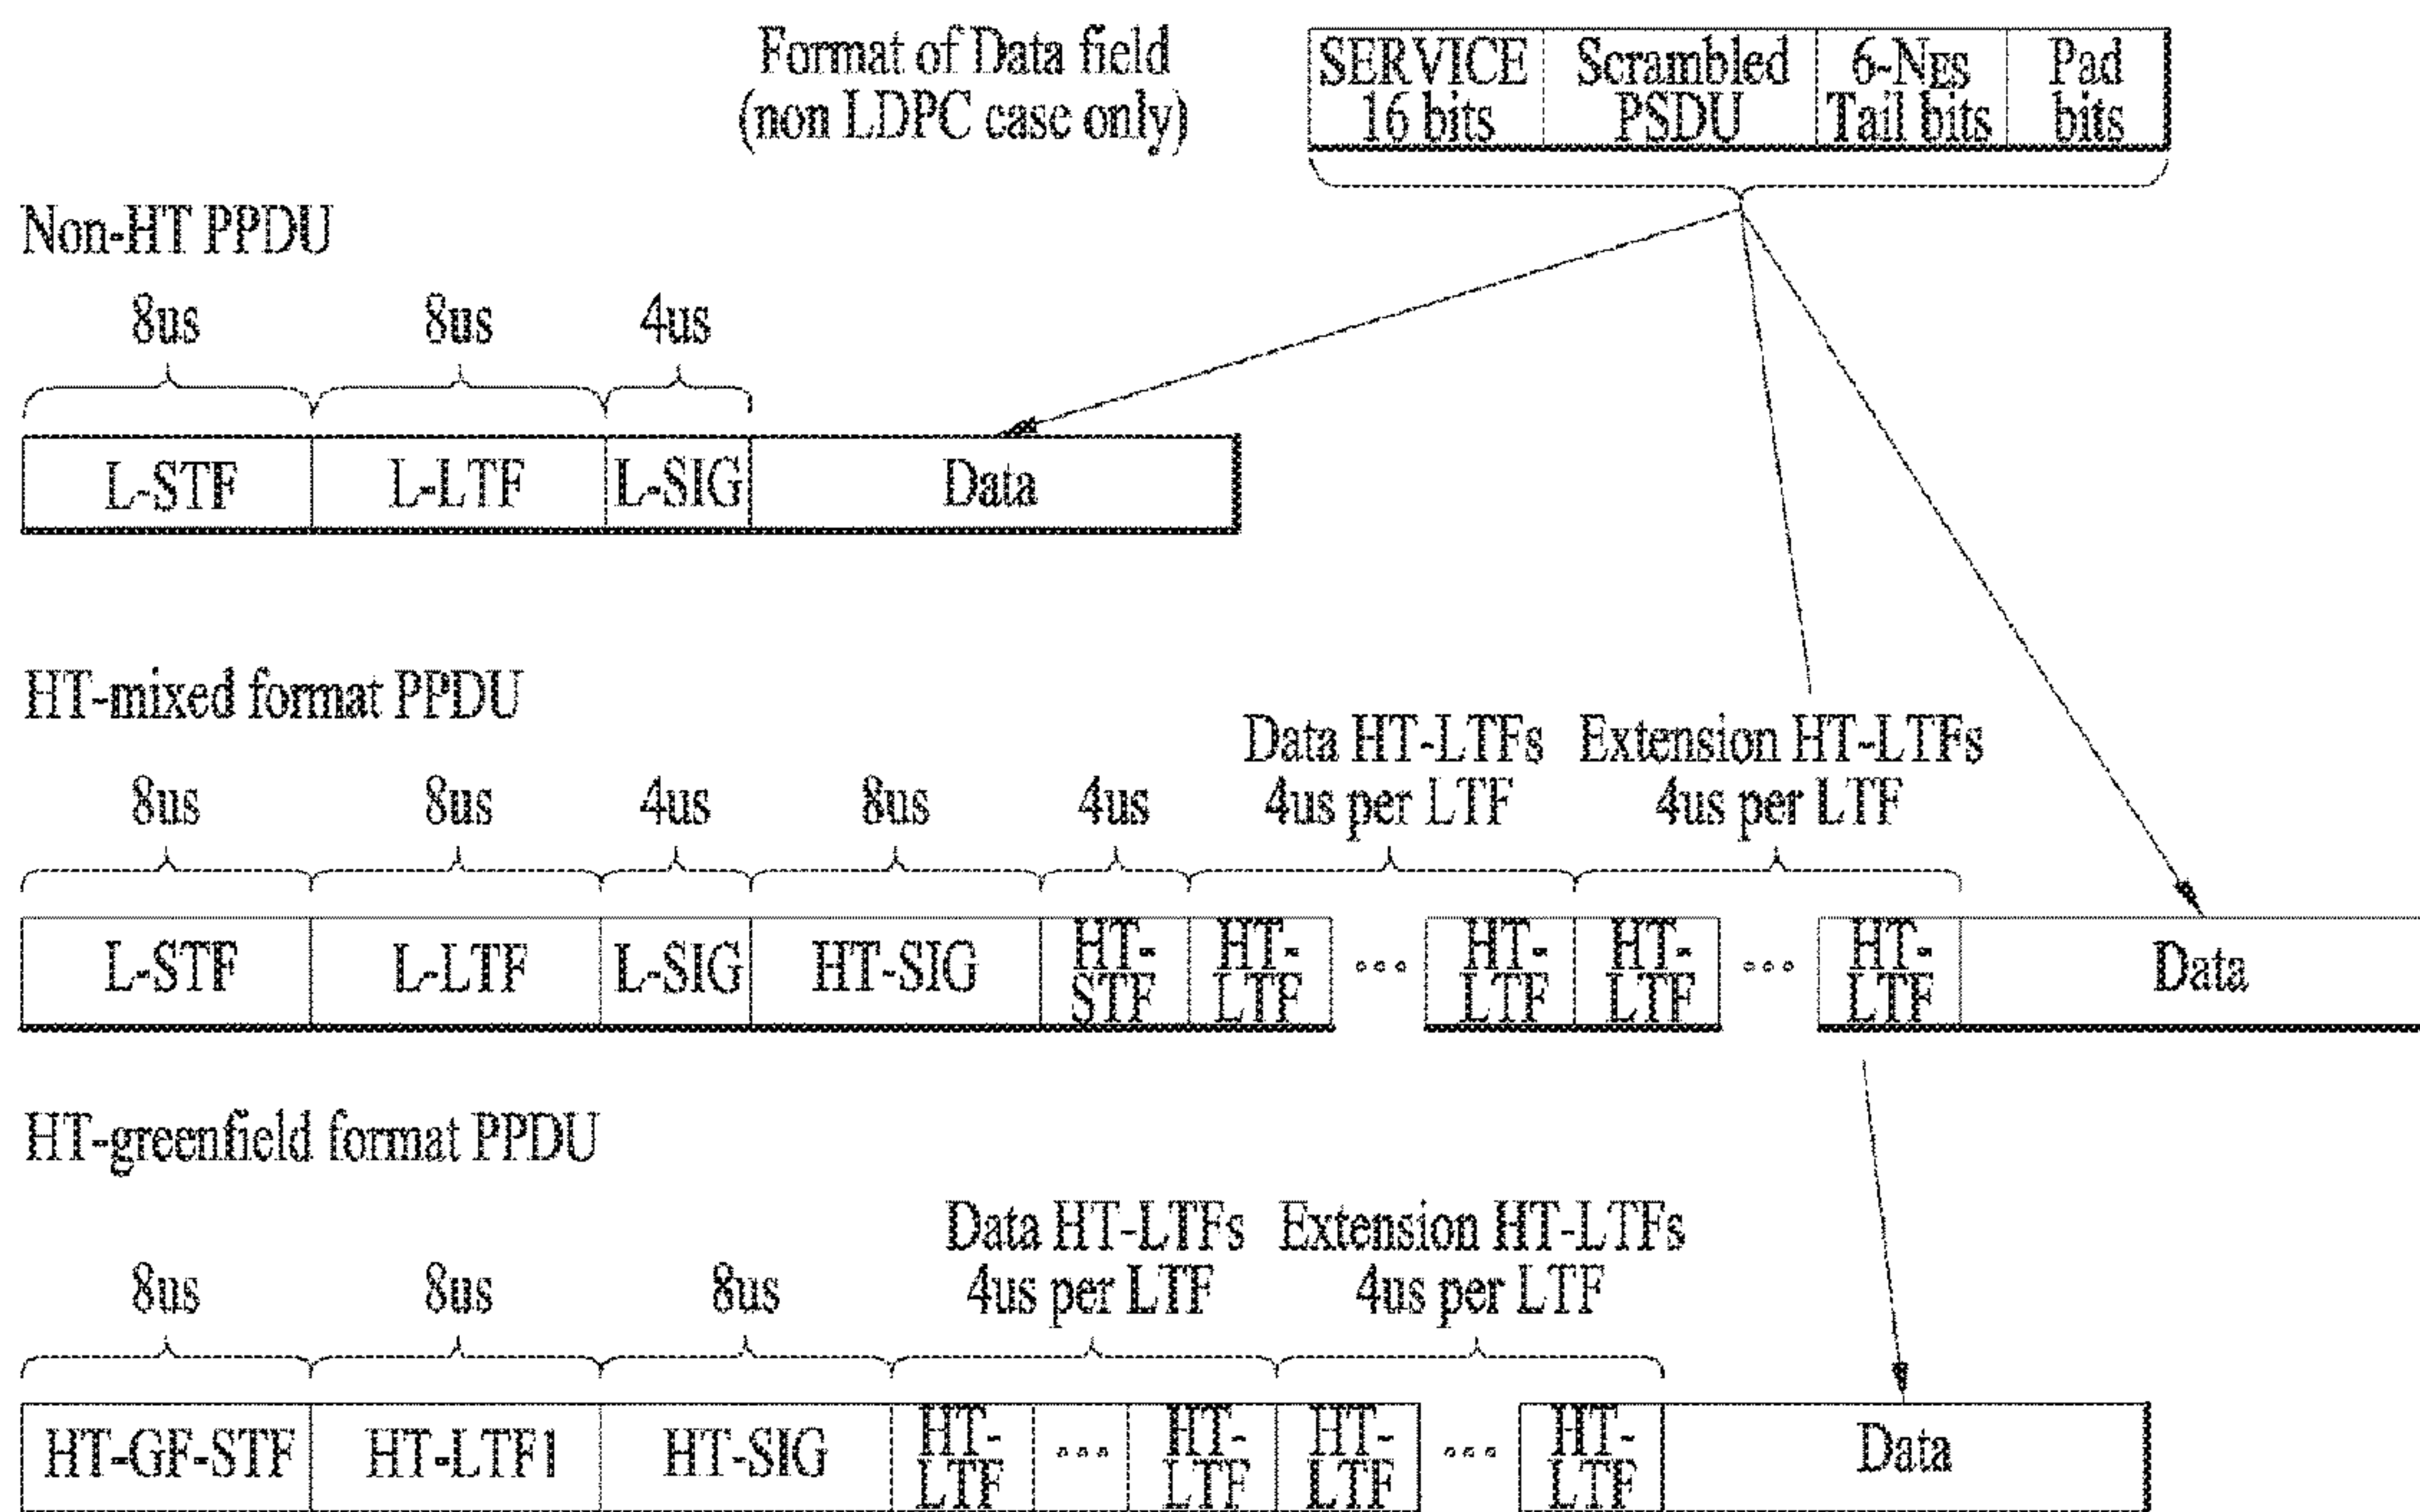 Format of Data field
(non LDPC case only)
SERVICE 16 bits
Scrambled PSDU
6-NES Tail bits
Pad bits
Non-HT PPDU
8us 8us 4us
L-STF L-LTF L-SIG Data
HT-mixed format PPDU
Data HT-LTFs Extension HT-LTFs
8us 8us 4us 8us 4us 4us per LTF 4us per LTF
L-STF L-LTF L-SIG HT-SIG HT-STF HT-LTF ... HT-LTF HT-LTF ... HT-LTF Data
HT-greenfield format PPDU
Data HT-LTFs Extension HT-LTFs
8us 8us 8us 4us per LTF 4us per LTF
HT-GF-STF HT-LTF1 HT-SIG HT-LTF ... HT-LTF HT-LTF ... HT-LTF Data